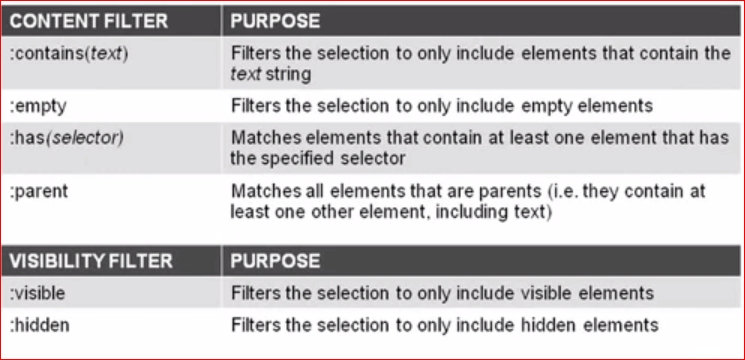 CONTENT FILTER PURPOSE
:contains(text) Filters the selection to only include elements that contain the
text string
:empty Filters the selection to only include empty elements
:has(selector) Matches elements that contain at least one element that has
the specified selector
:parent Matches all elements that are parents (i.e. they contain at
least one other element, including text)
VISIBILITY FILTER PURPOSE
:visible Filters the selection to only include visible elements
:hidden Filters the selection to only include hidden elements